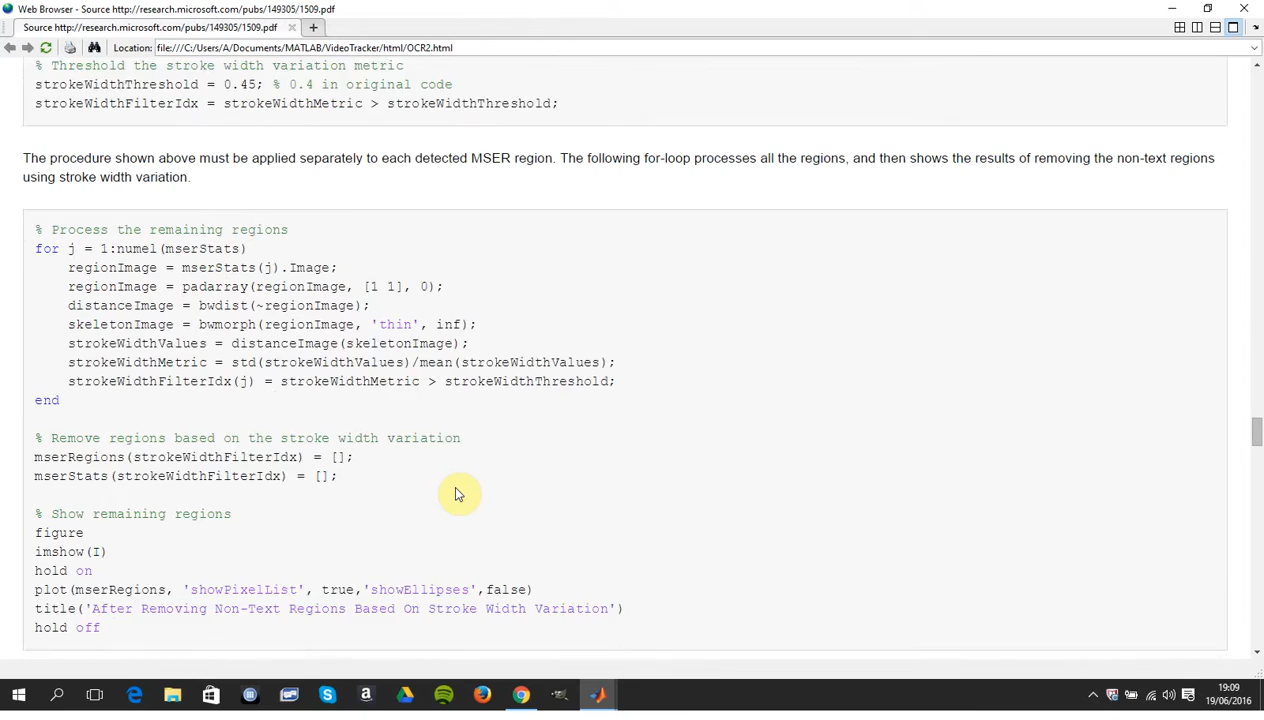 Web Browser - Source http://research.microsoft.com/pubs/149305/1509.pdf
Source http://research.microsoft.com/pubs/149305/1509.pdf
Location: file:///C:/Users/A/Documents/MATLAB/VideoTracker/html/OCR2.html
% Threshold the stroke width variation metric
strokeWidthThreshold = 0.45; % 0.4 in original code
strokeWidthFilterIdx = strokeWidthMetric > strokeWidthThreshold;
The procedure shown above must be applied separately to each detected MSER region. The following for-loop processes all the regions, and then shows the results of removing the non-text regions
using stroke width variation.
% Process the remaining regions
for j = 1:numel(mserStats)
regionImage = mserStats(j).Image;
regionImage = padarray(regionImage, [1 1], 0);
distanceImage = bwdist(~regionImage);
skeletonImage = bwmorph(regionImage, 'thin', inf);
strokeWidthValues = distanceImage(skeletonImage);
strokeWidthMetric = std(strokeWidthValues)/mean(strokeWidthValues);
strokeWidthFilterIdx(j) = strokeWidthMetric > strokeWidthThreshold;
end
% Remove regions based on the stroke width variation
mserRegions(strokeWidthFilterIdx) = [];
mserStats(strokeWidthFilterIdx) = [];
% Show remaining regions
figure
imshow(I)
hold on
plot(mserRegions, 'showPixelList', true,'showEllipses',false)
title('After Removing Non-Text Regions Based On Stroke Width Variation')
hold off
19:09
19/06/2016